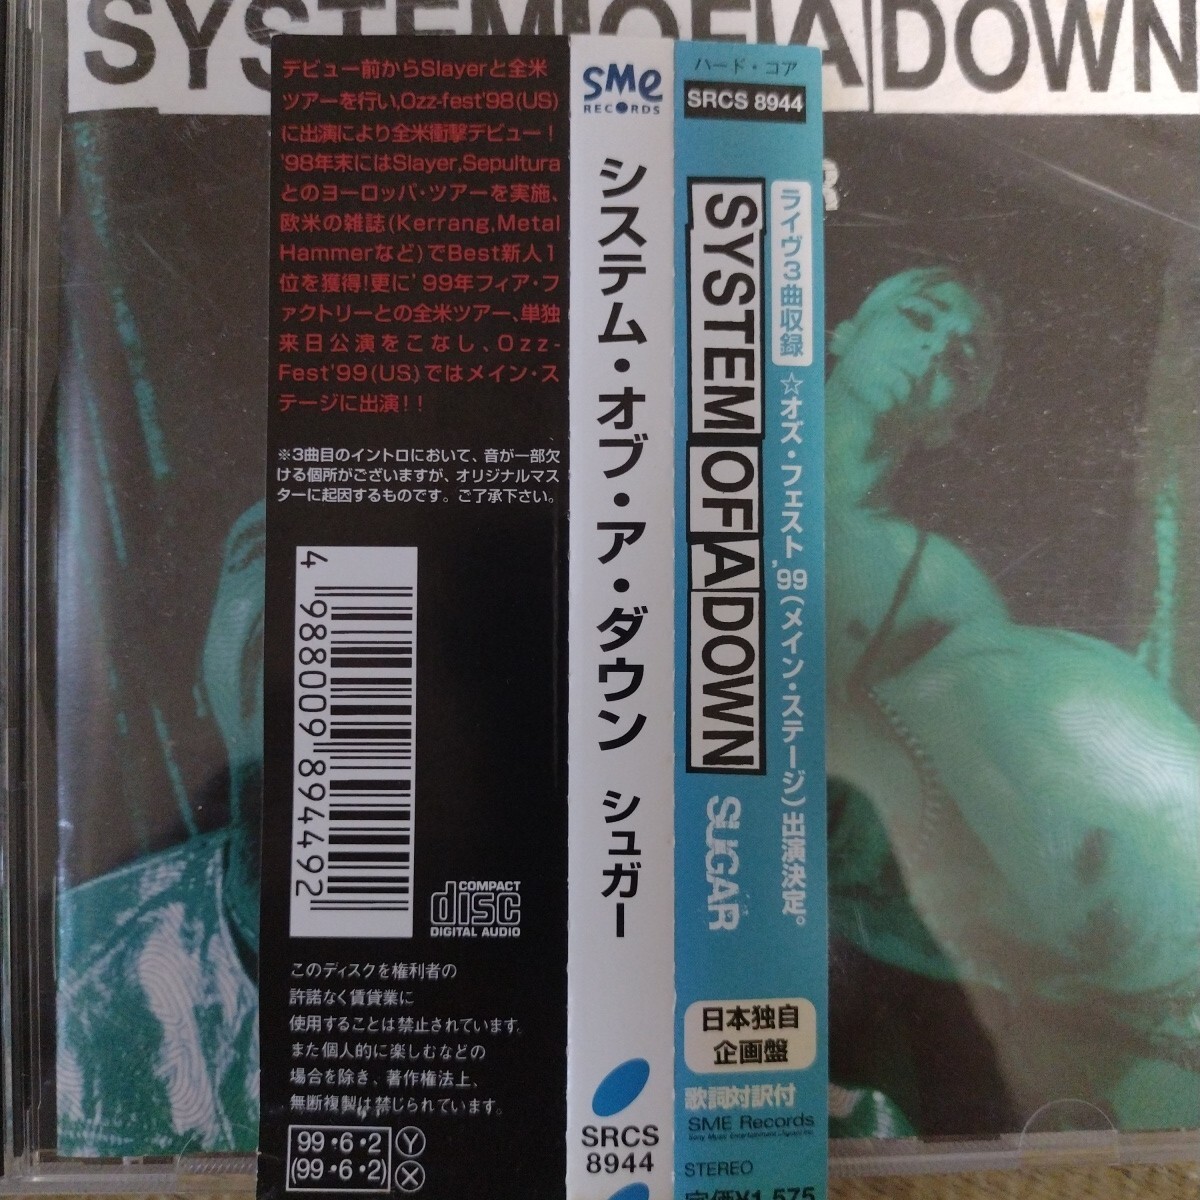 SYSTEM OF A DOWN
デビュー前からSlayerと全米
ツアーを行い,Ozz-fest'98(US)
に出演により全米衝撃デビュー!
'98年末にはSlayer,Sepultura
とのヨーロッパ・ツアーを実施、
欧米の雑誌(Kerrang,Metal
Hammerなど)でBest新人1
位を獲得!更に'99年フィア・フ
ァクトリーとの全米ツアー、単独
来日公演をこなし、Ozz-
Fest'99(US)ではメイン・ス
テージに出演!!
※3曲目のイントロにおいて、音が一部欠
ける個所がございますが、オリジナルマス
ターに起因するものです。ご了承下さい。
4 988009 894492
COMPACT
disc
DIGITAL AUDIO
このディスクを権利者の
許諾なく賃貸業に
使用することは禁止されています。
また個人的に楽しむなどの
場合を除き、著作権法上、
無断複製は禁じられています。
99・6・2 Y
(99・6・2) X
SMe
RECORDS
システム・オブ・ア・ダウン シュガー
SRCS
8944
ハード・コア
SRCS 8944
ライヴ3曲収録
☆オズ・フェスト'99(メイン・ステージ)出演決定。
SYSTEM OF A DOWN
SUGAR
日本独自
企画盤
歌詞対訳付
SME Records
STEREO
定価¥1,575